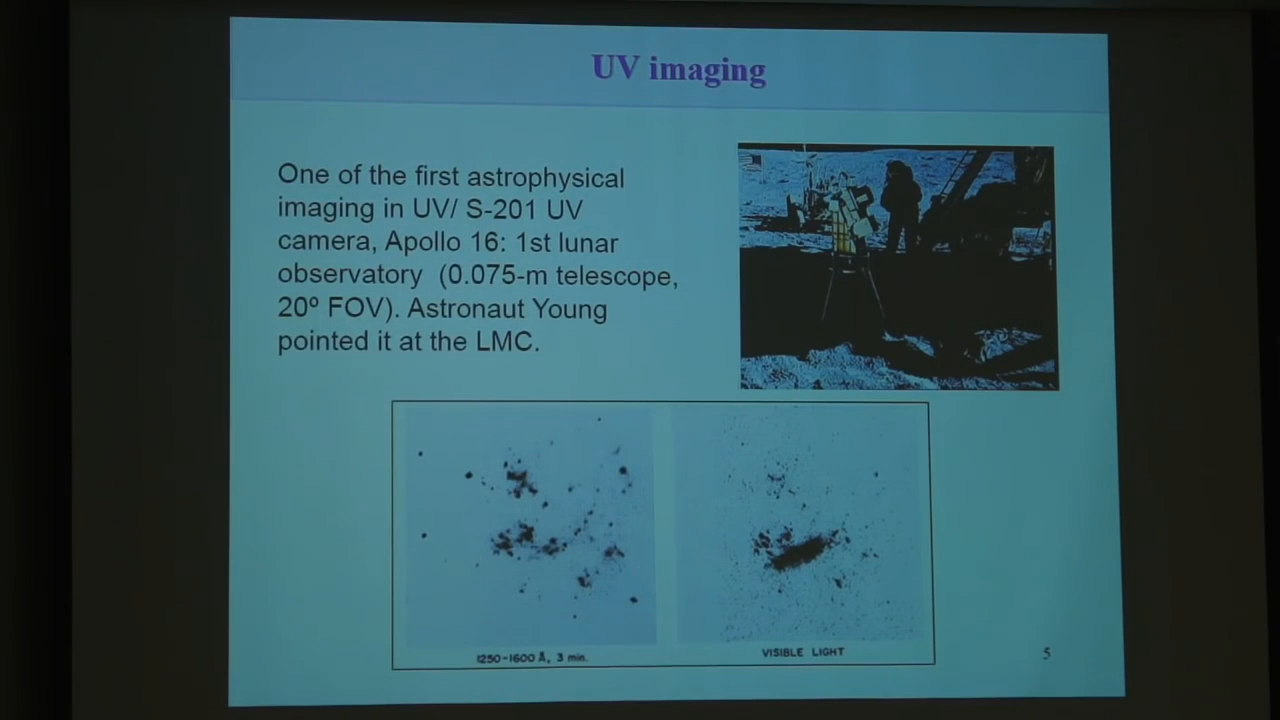 UV imaging
One of the first astrophysical
imaging in UV/ S-201 UV
camera, Apollo 16: 1st lunar
observatory (0.075-m telescope,
20º FOV). Astronaut Young
pointed it at the LMC.
1250-1600 Å, 3 min.
VISIBLE LIGHT
5